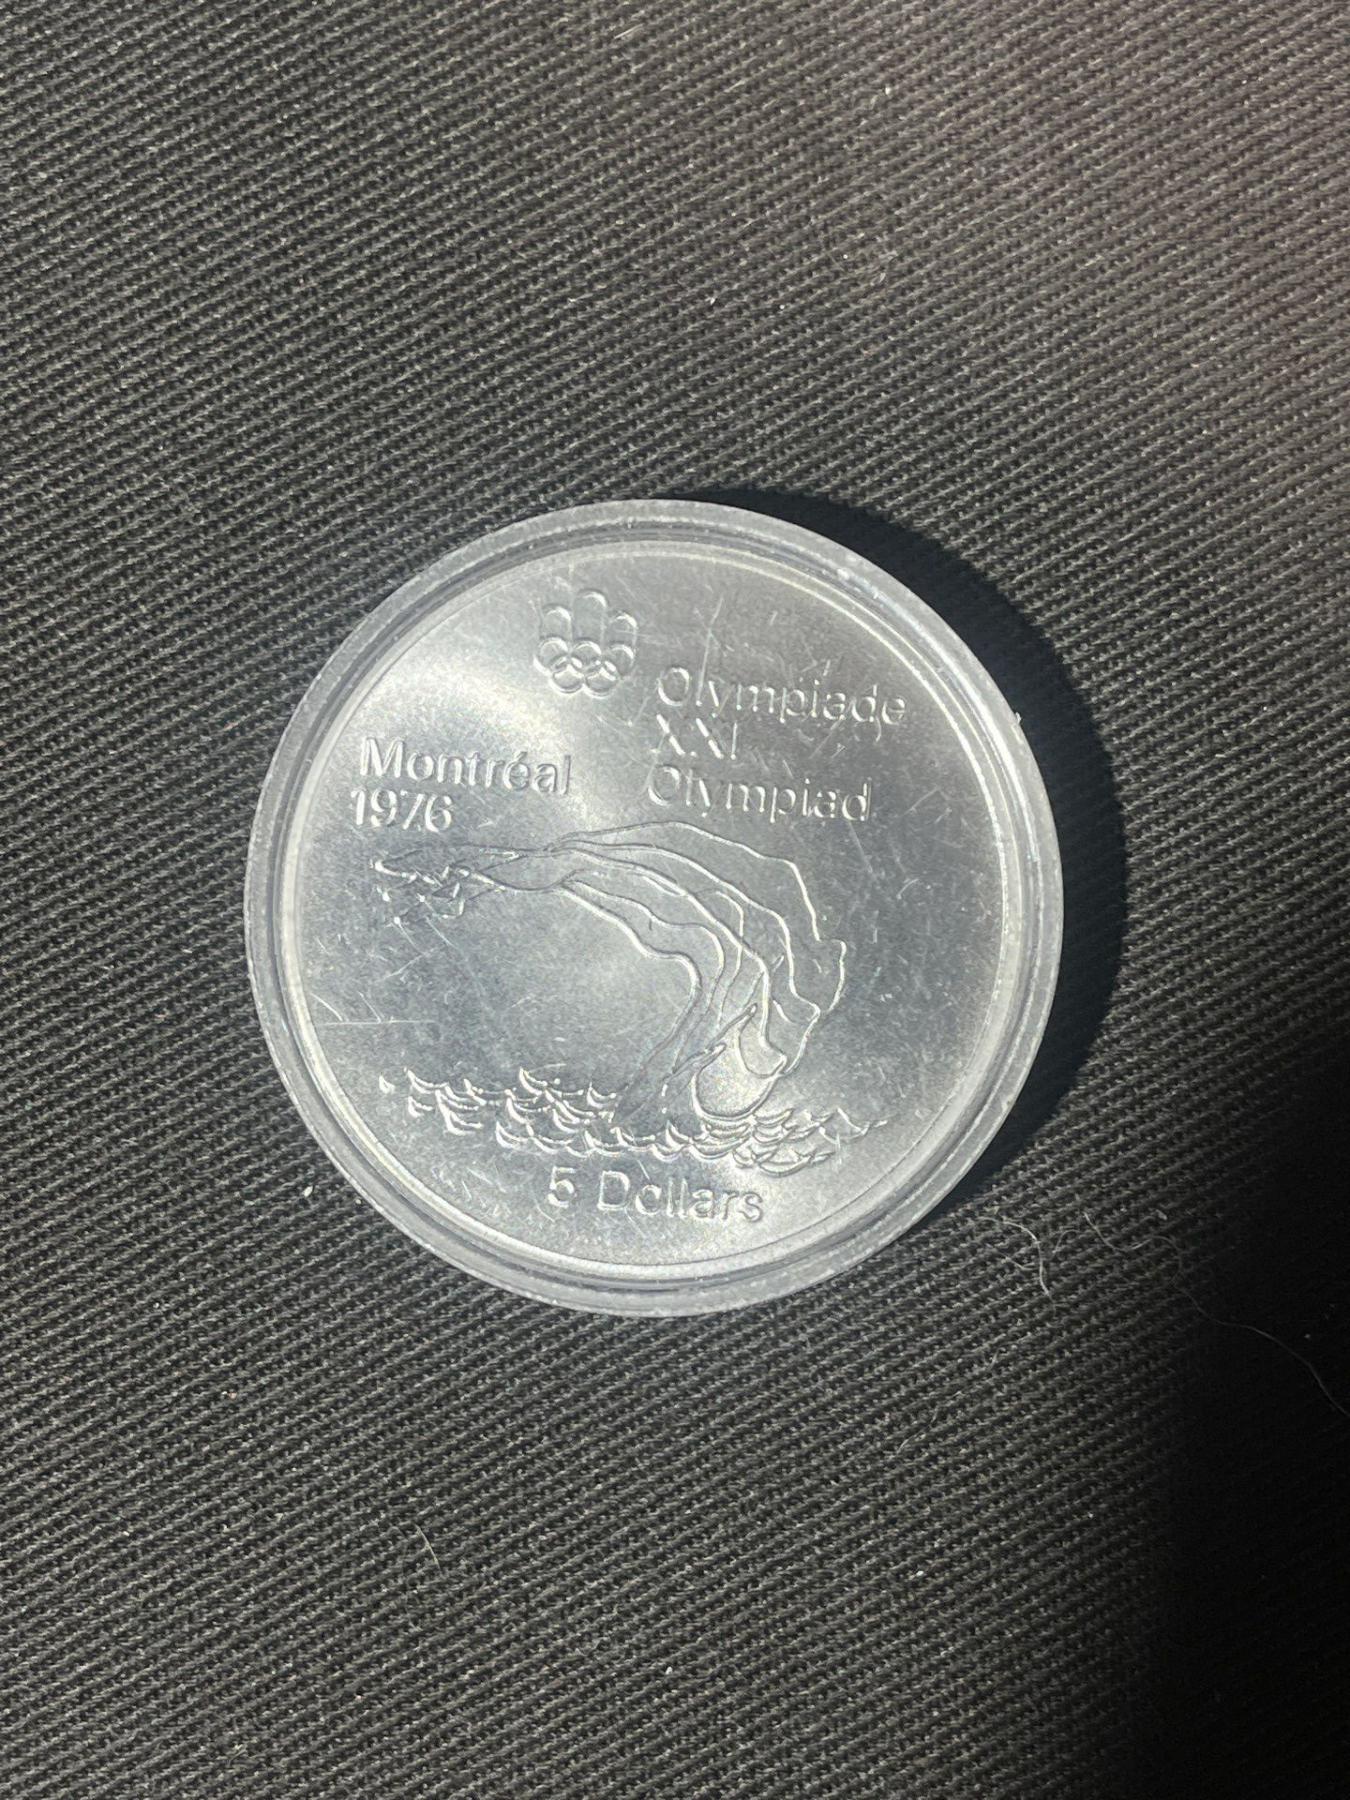 Olympiade
XXI
Olympiad
Montréal
1976
5 Dollars